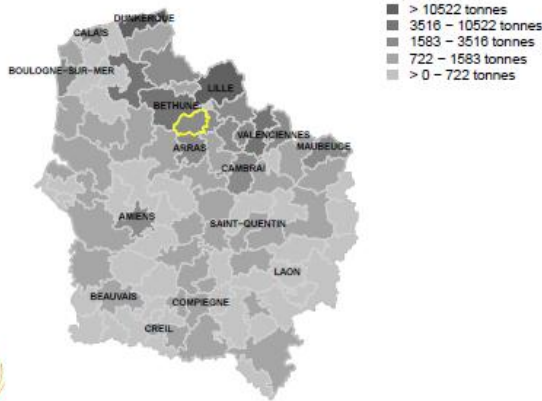 > 10522 tonnes
3516 – 10522 tonnes
1583 – 3516 tonnes
722 – 1583 tonnes
> 0 – 722 tonnes
DUNKERQUE
CALAIS
BOULOGNE-SUR-MER
LILLE
BETHUNE
VALENCIENNES
ARRAS
MAUBEUGE
CAMBRAI
AMIENS
SAINT-QUENTIN
LAON
BEAUVAIS
COMPIEGNE
CREIL